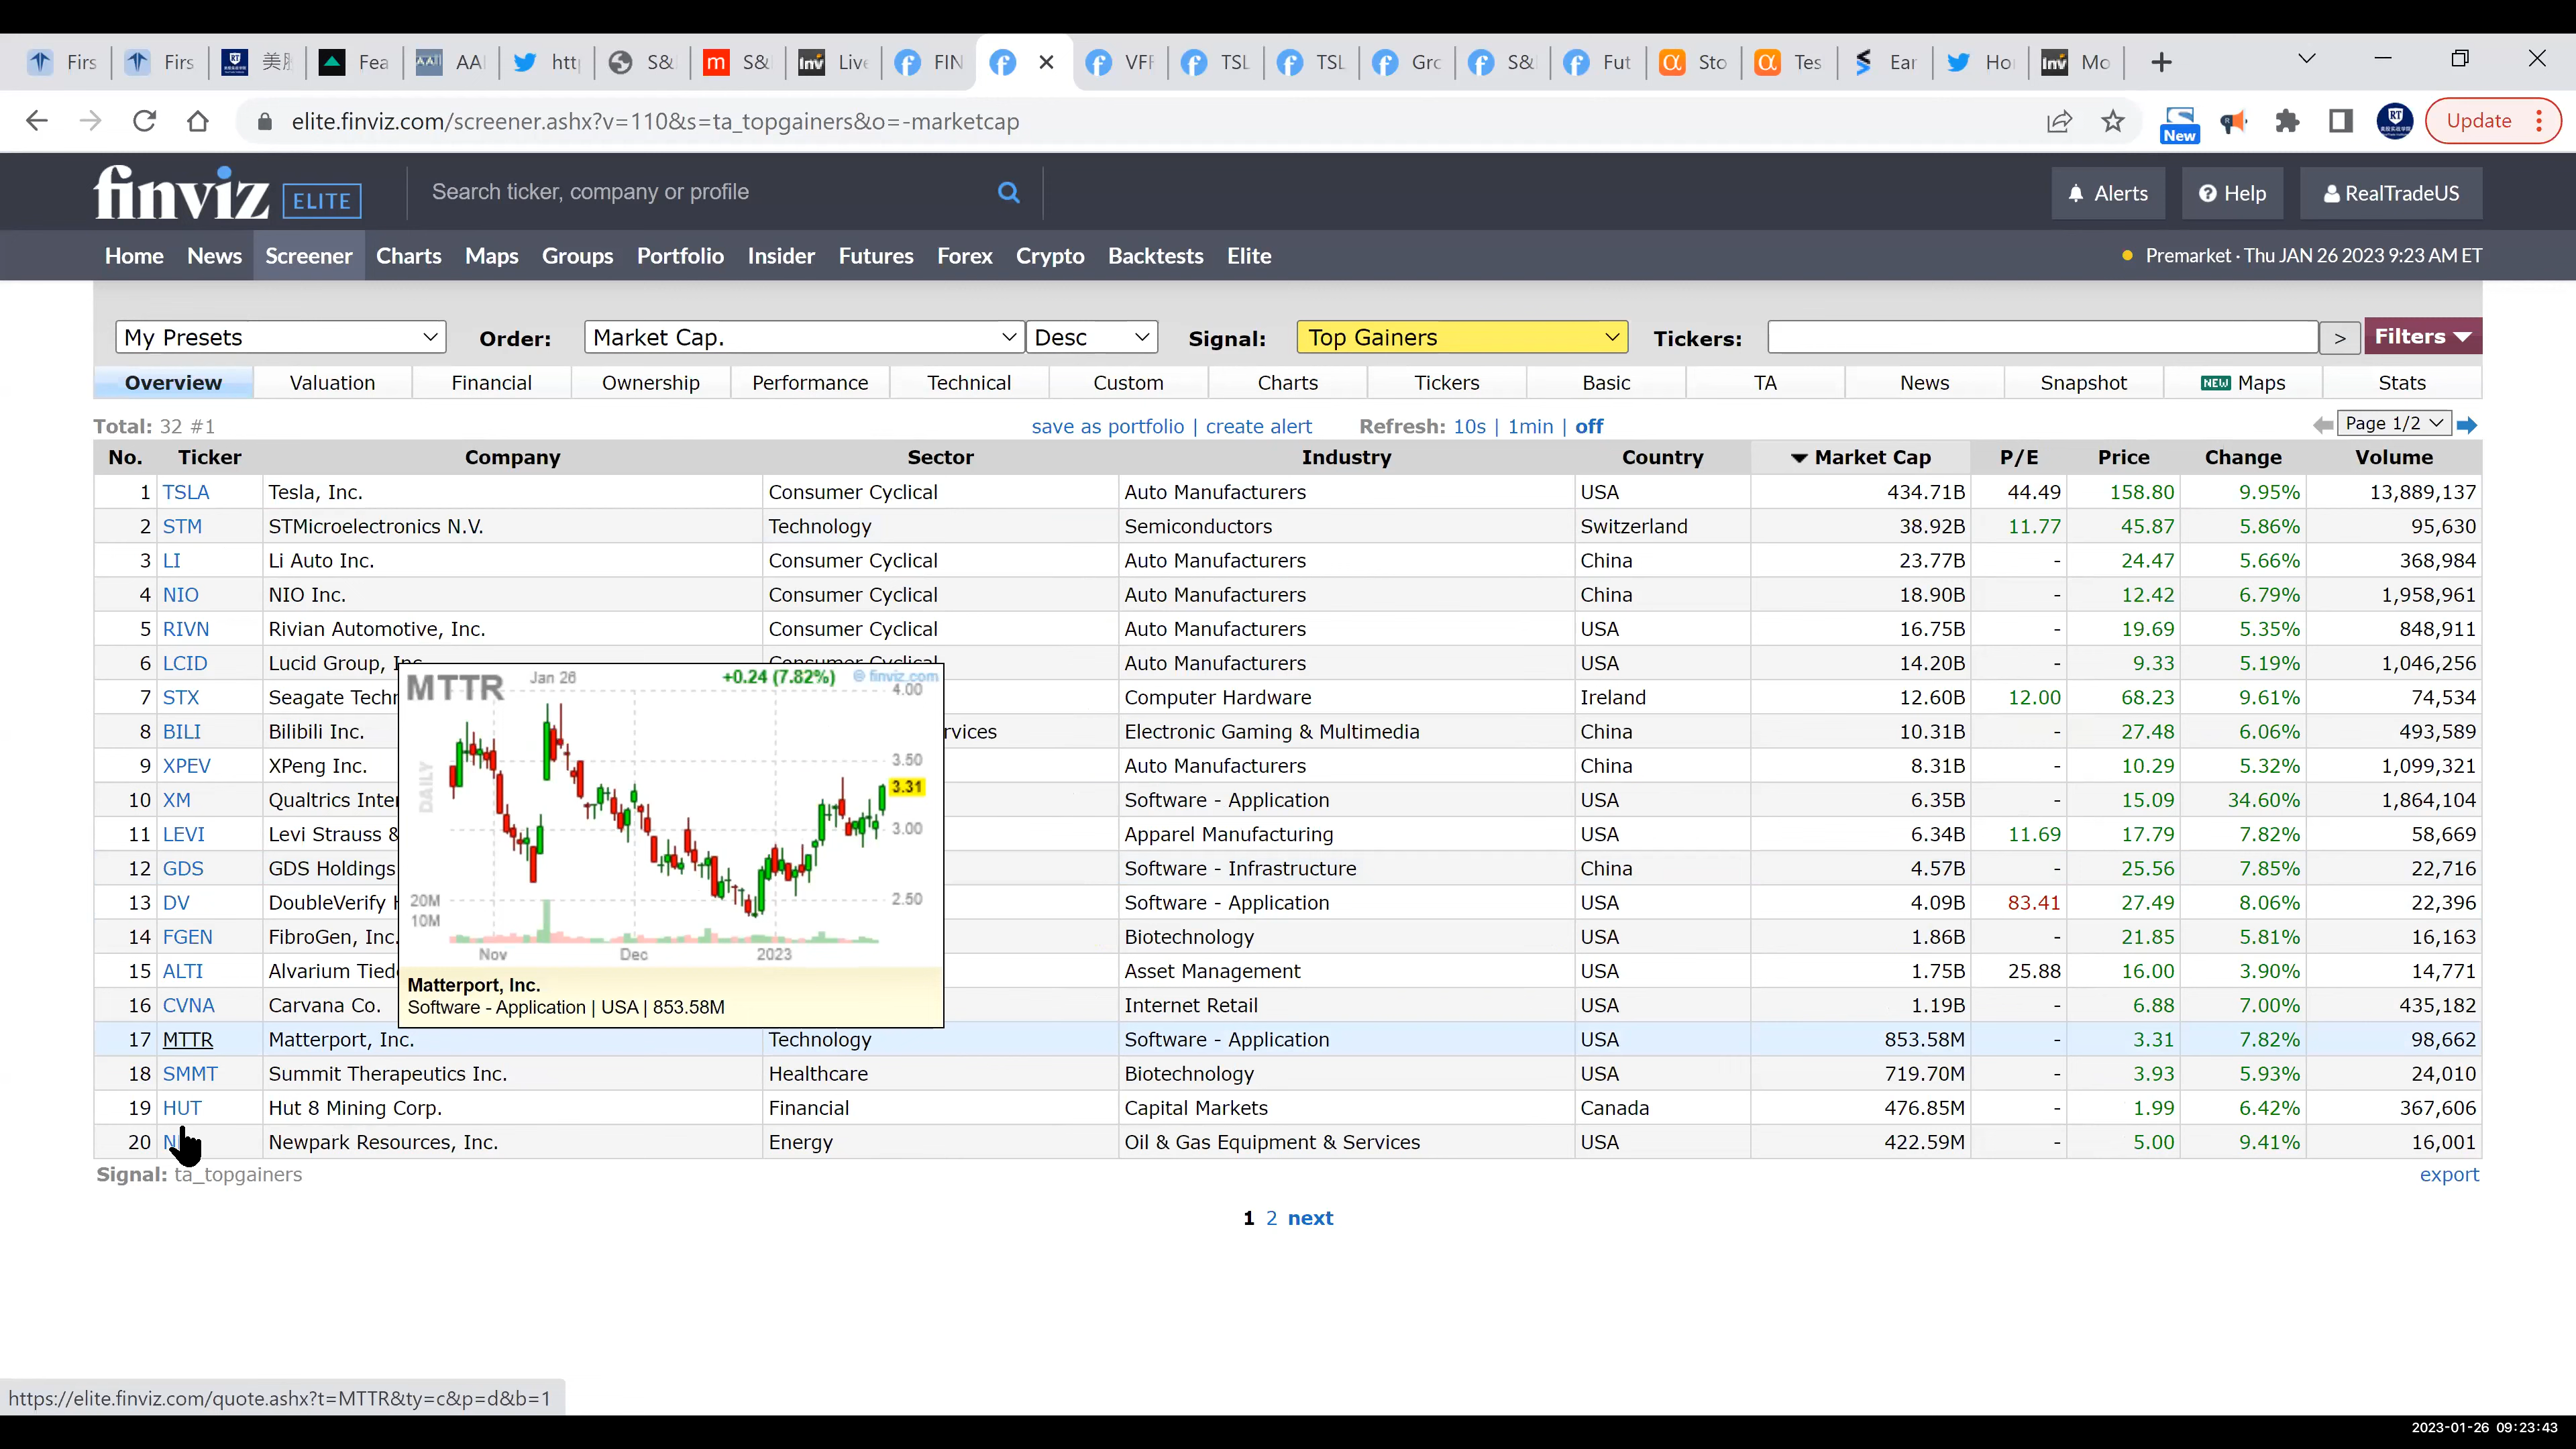 Firs Firs 美 Fea AAI htt S&. S&. Live FIN VFF TSL TSL Gro S&. Fut Sto Tes Ear Ho Mo
elite.finviz.com/screener.ashx?v=110&s=ta_topgainers&o=-marketcap New Update
finviz ELITE Search ticker, company or profile Alerts Help RealTradeUS
Home News Screener Charts Maps Groups Portfolio Insider Futures Forex Crypto Backtests Elite Premarket · Thu JAN 26 2023 9:23 AM ET
My Presets Order: Market Cap. Desc Signal: Top Gainers Tickers: > Filters
Overview Valuation Financial Ownership Performance Technical Custom Charts Tickers Basic TA News Snapshot NEW Maps Stats
Total: 32 #1 save as portfolio | create alert Refresh: 10s | 1min | off Page 1/2
No. Ticker Company Sector Industry Country Market Cap P/E Price Change Volume
1 TSLA Tesla, Inc. Consumer Cyclical Auto Manufacturers USA 434.71B 44.49 158.80 9.95% 13,889,137
2 STM STMicroelectronics N.V. Technology Semiconductors Switzerland 38.92B 11.77 45.87 5.86% 95,630
3 LI Li Auto Inc. Consumer Cyclical Auto Manufacturers China 23.77B - 24.47 5.66% 368,984
4 NIO NIO Inc. Consumer Cyclical Auto Manufacturers China 18.90B - 12.42 6.79% 1,958,961
5 RIVN Rivian Automotive, Inc. Consumer Cyclical Auto Manufacturers USA 16.75B - 19.69 5.35% 848,911
6 LCID Lucid Group, Inc. Consumer Cyclical Auto Manufacturers USA 14.20B - 9.33 5.19% 1,046,256
7 STX Seagate Techr Computer Hardware Ireland 12.60B 12.00 68.23 9.61% 74,534
8 BILI Bilibili Inc. rvices Electronic Gaming & Multimedia China 10.31B - 27.48 6.06% 493,589
9 XPEV XPeng Inc. Auto Manufacturers China 8.31B - 10.29 5.32% 1,099,321
10 XM Qualtrics Inter Software - Application USA 6.35B - 15.09 34.60% 1,864,104
11 LEVI Levi Strauss & Apparel Manufacturing USA 6.34B 11.69 17.79 7.82% 58,669
12 GDS GDS Holdings Software - Infrastructure China 4.57B - 25.56 7.85% 22,716
13 DV DoubleVerify H Software - Application USA 4.09B 83.41 27.49 8.06% 22,396
14 FGEN FibroGen, Inc. Biotechnology USA 1.86B - 21.85 5.81% 16,163
15 ALTI Alvarium Tied Asset Management USA 1.75B 25.88 16.00 3.90% 14,771
16 CVNA Carvana Co. Internet Retail USA 1.19B - 6.88 7.00% 435,182
17 MTTR Matterport, Inc. Technology Software - Application USA 853.58M - 3.31 7.82% 98,662
18 SMMT Summit Therapeutics Inc. Healthcare Biotechnology USA 719.70M - 3.93 5.93% 24,010
19 HUT Hut 8 Mining Corp. Financial Capital Markets Canada 476.85M - 1.99 6.42% 367,606
20 N Newpark Resources, Inc. Energy Oil & Gas Equipment & Services USA 422.59M - 5.00 9.41% 16,001
MTTR Jan 26 +0.24 (7.82%) © finviz.com
4.00
3.50
3.31
DAILY
3.00
20M 2.50
10M
Nov Dec 2023
Matterport, Inc.
Software - Application | USA | 853.58M
Signal: ta_topgainers export
1 2 next
https://elite.finviz.com/quote.ashx?t=MTTR&ty=c&p=d&b=1
2023-01-26 09:23:43